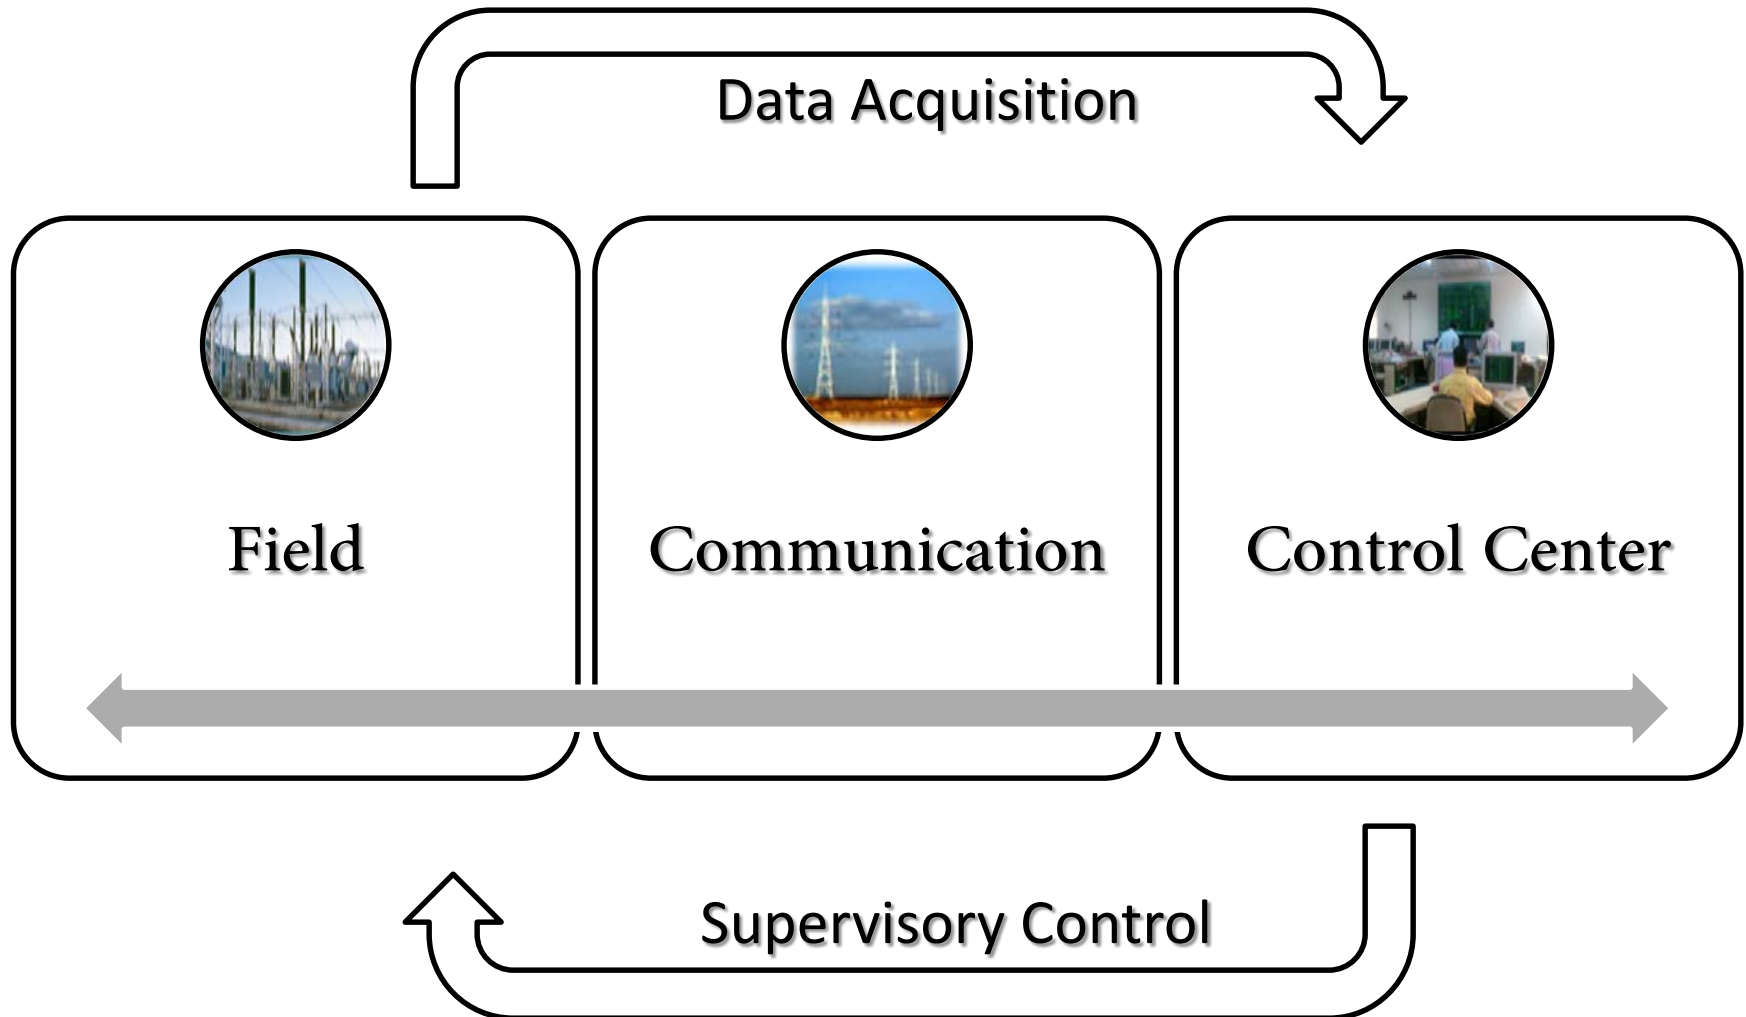 Data Acquisition
Field
Communication
Control Center
Supervisory Control